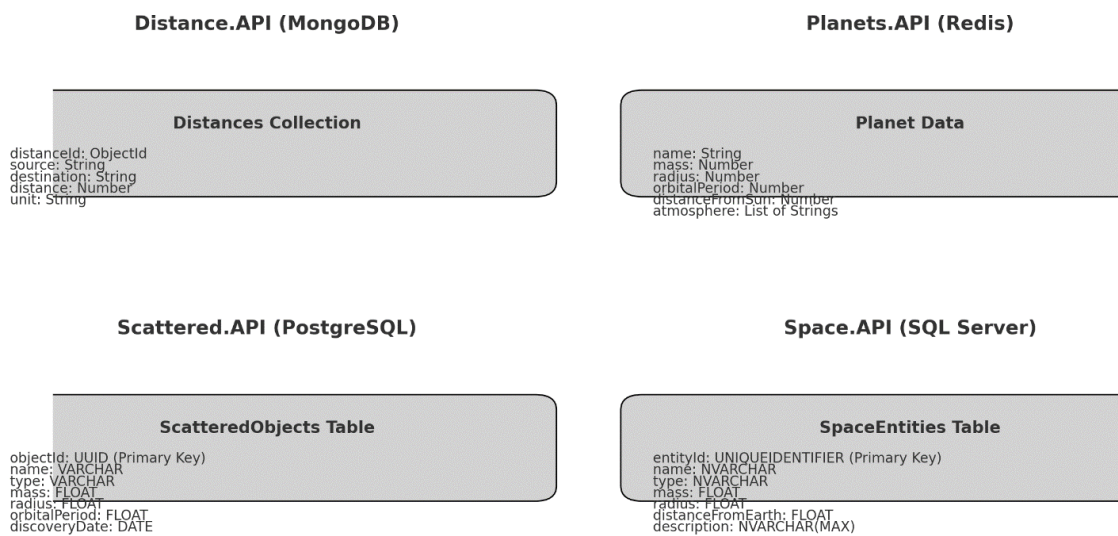 Distance.API (MongoDB)
Distances Collection
distanceId: ObjectId
source: String
destination: String
distance: Number
unit: String
Planets.API (Redis)
Planet Data
name: String
mass: Number
radius: Number
orbitalPeriod: Number
distanceFromSun: Number
atmosphere: List of Strings
Scattered.API (PostgreSQL)
ScatteredObjects Table
objectId: UUID (Primary Key)
name: VARCHAR
type: VARCHAR
mass: FLOAT
radius: FLOAT
orbitalPeriod: FLOAT
discoveryDate: DATE
Space.API (SQL Server)
SpaceEntities Table
entityId: UNIQUEIDENTIFIER (Primary Key)
name: NVARCHAR
type: NVARCHAR
mass: FLOAT
radius: FLOAT
distanceFromEarth: FLOAT
description: NVARCHAR(MAX)